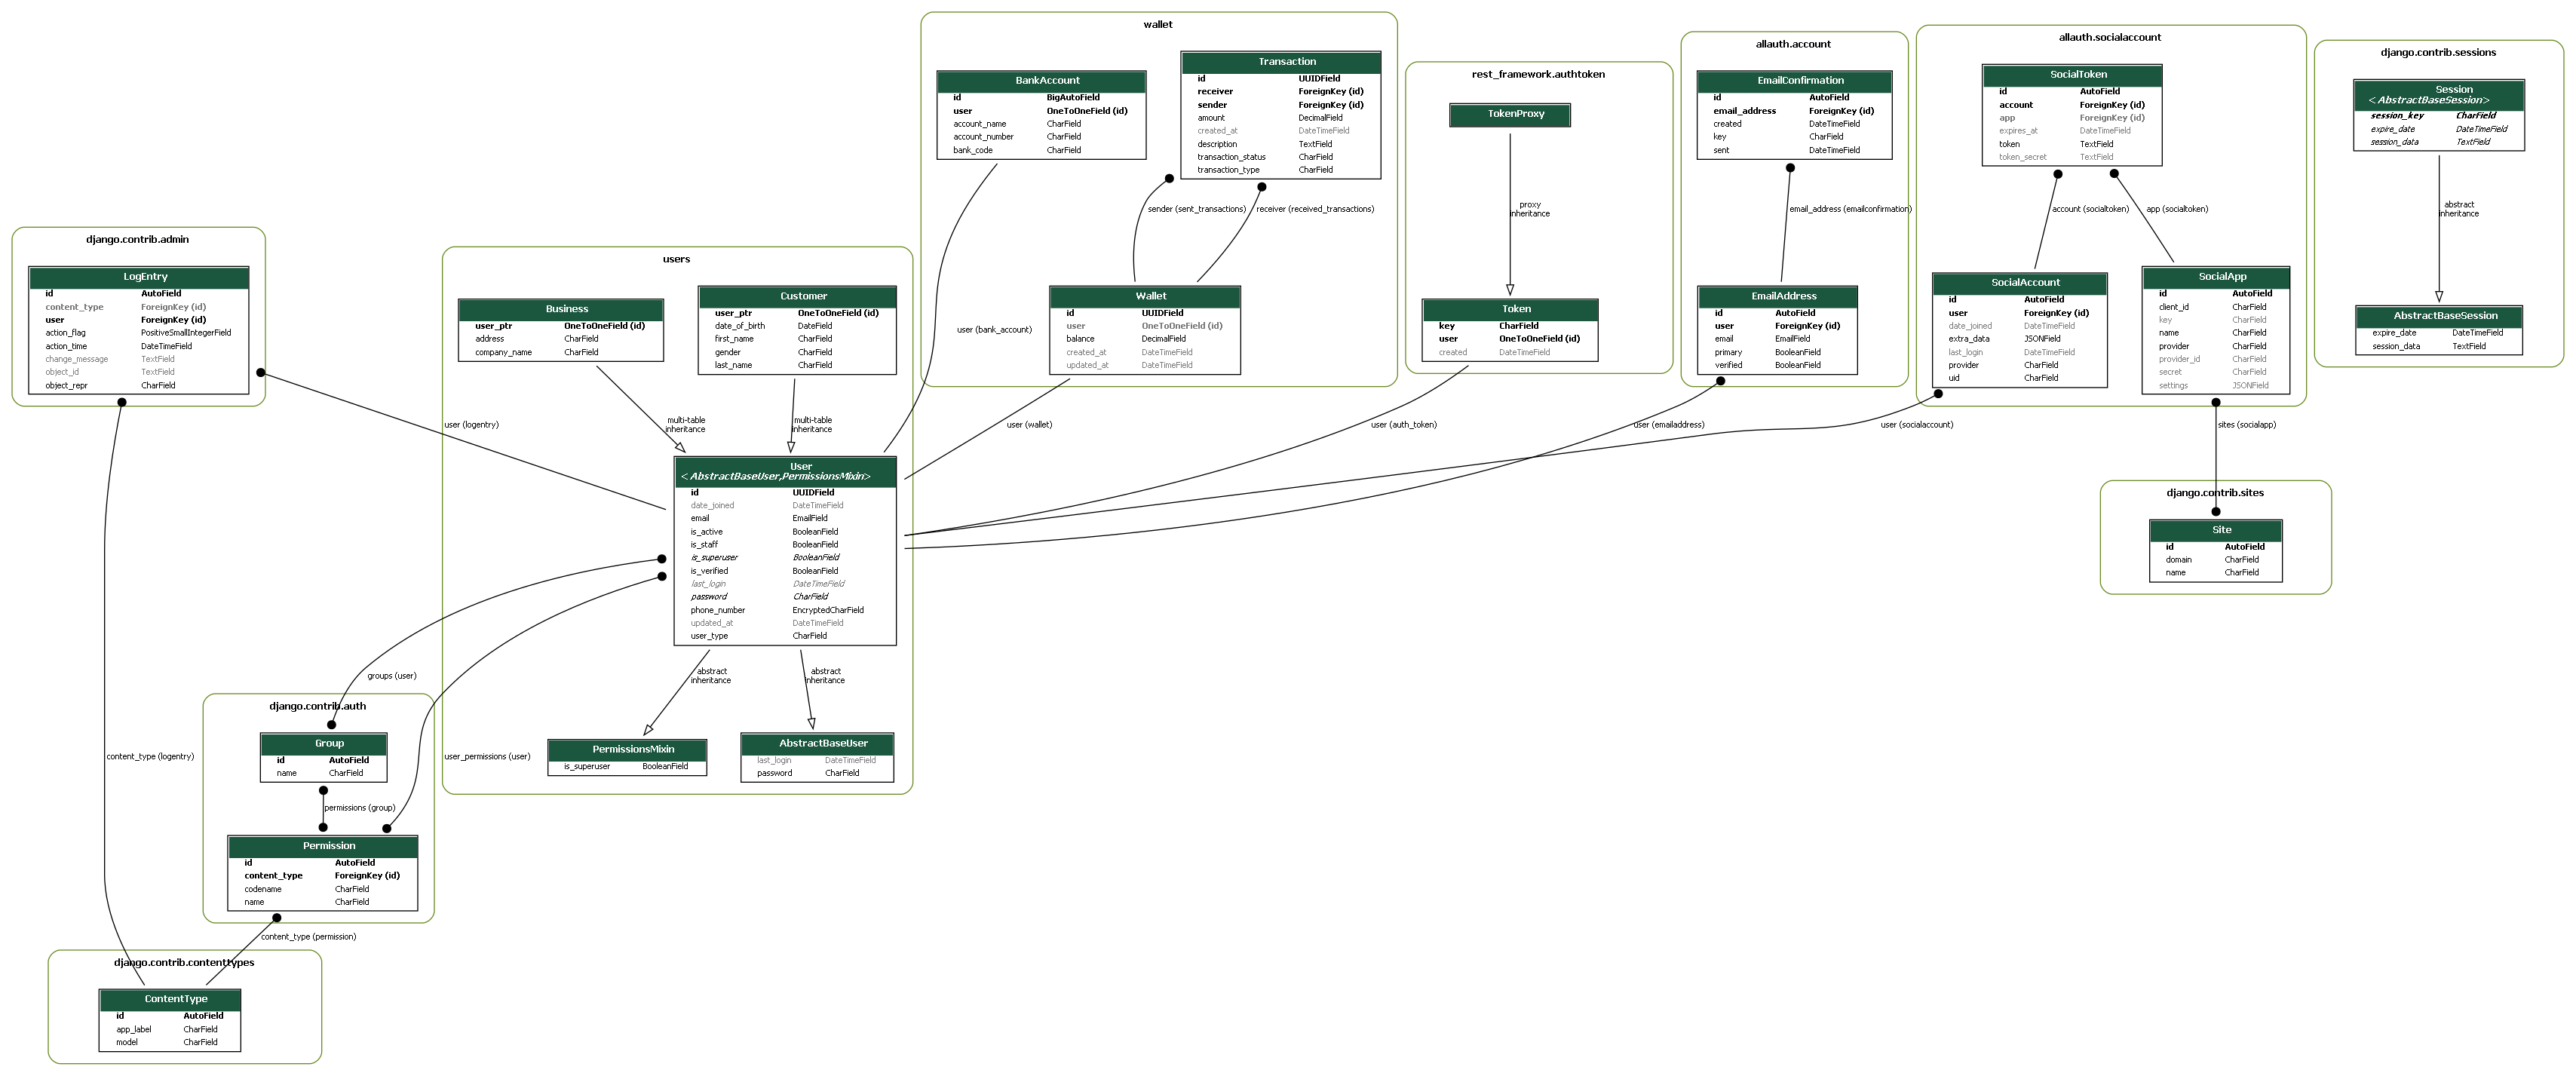 wallet
BankAccount
id BigAutoField
user OneToOneField (id)
account_name CharField
account_number CharField
bank_code CharField
Transaction
id UUIDField
receiver ForeignKey (id)
sender ForeignKey (id)
amount DecimalField
created_at DateTimeField
description TextField
transaction_status CharField
transaction_type CharField
sender (sent_transactions)
receiver (received_transactions)
Wallet
id UUIDField
user OneToOneField (id)
balance DecimalField
created_at DateTimeField
updated_at DateTimeField
user (bank_account)
user (wallet)
rest_framework.authtoken
TokenProxy
proxy
inheritance
Token
key CharField
user OneToOneField (id)
created DateTimeField
user (auth_token)
allauth.account
EmailConfirmation
id AutoField
email_address ForeignKey (id)
created DateTimeField
key CharField
sent DateTimeField
email_address (emailconfirmation)
EmailAddress
id AutoField
user ForeignKey (id)
email EmailField
primary BooleanField
verified BooleanField
user (emailaddress)
allauth.socialaccount
SocialToken
id AutoField
account ForeignKey (id)
app ForeignKey (id)
expires_at DateTimeField
token TextField
token_secret TextField
account (socialtoken)
app (socialtoken)
SocialAccount
id AutoField
user ForeignKey (id)
date_joined DateTimeField
extra_data JSONField
last_login DateTimeField
provider CharField
uid CharField
SocialApp
id AutoField
client_id CharField
key CharField
name CharField
provider CharField
provider_id CharField
secret CharField
settings JSONField
user (socialaccount)
sites (socialapp)
django.contrib.sessions
Session
<AbstractBaseSession>
session_key CharField
expire_date DateTimeField
session_data TextField
abstract
inheritance
AbstractBaseSession
expire_date DateTimeField
session_data TextField
django.contrib.sites
Site
id AutoField
domain CharField
name CharField
django.contrib.admin
LogEntry
id AutoField
content_type ForeignKey (id)
user ForeignKey (id)
action_flag PositiveSmallIntegerField
action_time DateTimeField
change_message TextField
object_id TextField
object_repr CharField
user (logentry)
content_type (logentry)
users
Business
user_ptr OneToOneField (id)
address CharField
company_name CharField
Customer
user_ptr OneToOneField (id)
date_of_birth DateField
first_name CharField
gender CharField
last_name CharField
multi-table
inheritance
multi-table
inheritance
User
<AbstractBaseUser,PermissionsMixin>
id UUIDField
date_joined DateTimeField
email EmailField
is_active BooleanField
is_staff BooleanField
is_superuser BooleanField
is_verified BooleanField
last_login DateTimeField
password CharField
phone_number EncryptedCharField
updated_at DateTimeField
user_type CharField
abstract
inheritance
abstract
inheritance
PermissionsMixin
is_superuser BooleanField
AbstractBaseUser
last_login DateTimeField
password CharField
groups (user)
user_permissions (user)
django.contrib.auth
Group
id AutoField
name CharField
permissions (group)
Permission
id AutoField
content_type ForeignKey (id)
codename CharField
name CharField
content_type (permission)
django.contrib.contenttypes
ContentType
id AutoField
app_label CharField
model CharField